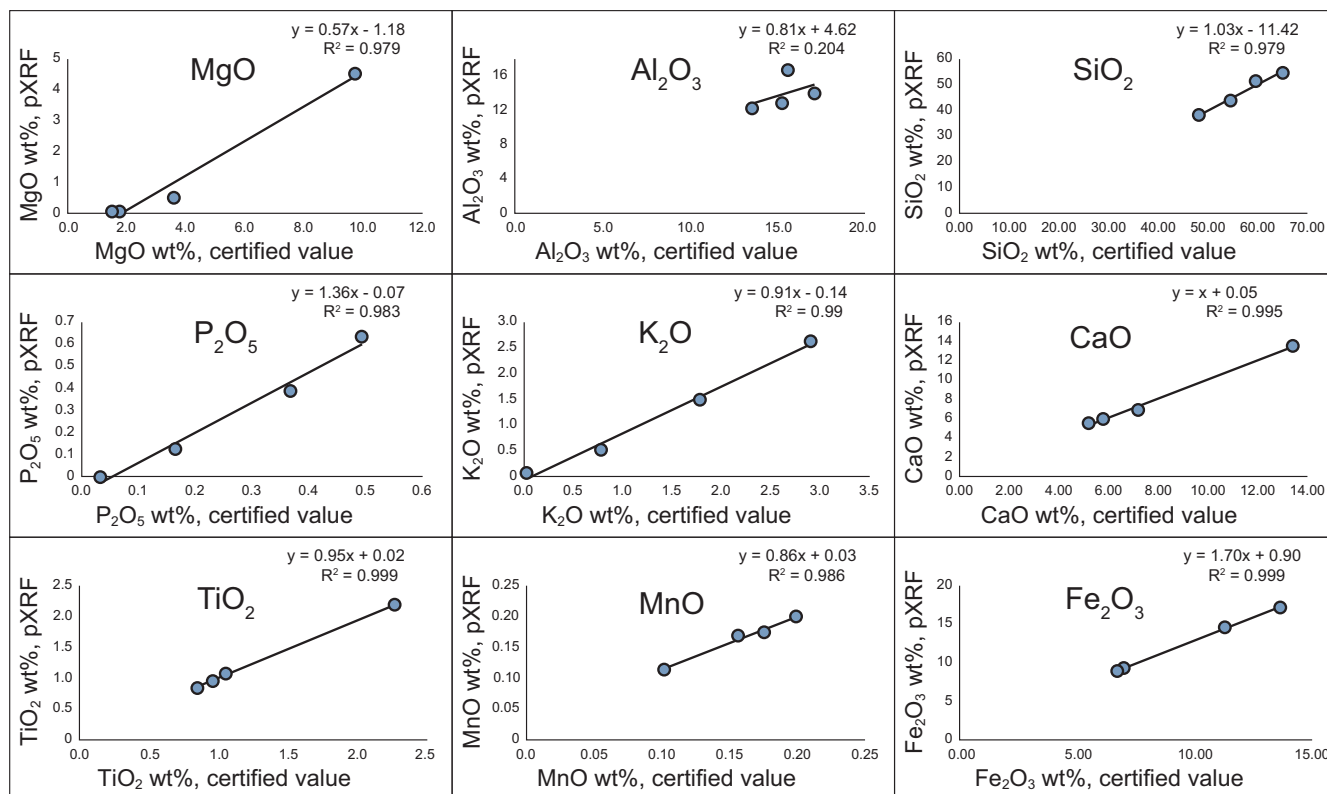 y = 0.57x - 1.18
R² = 0.979
MgO
MgO wt%, pXRF
5
4
3
2
1
0
0.0 2.0 4.0 6.0 8.0 10.0 12.0
MgO wt%, certified value
y = 0.81x + 4.62
R² = 0.204
Al₂O₃
Al₂O₃ wt%, pXRF
16
12
8
4
0
0.0 5.0 10.0 15.0 20.0
Al₂O₃ wt%, certified value
y = 1.03x - 11.42
R² = 0.979
SiO₂
SiO₂ wt%, pXRF
60
50
40
30
20
10
0
0.00 10.00 20.00 30.00 40.00 50.00 60.00 70.00
SiO₂ wt%, certified value
y = 1.36x - 0.07
R² = 0.983
P₂O₅
P₂O₅ wt%, pXRF
0.7
0.6
0.5
0.4
0.3
0.2
0.1
0
0.0 0.1 0.2 0.3 0.4 0.5 0.6
P₂O₅ wt%, certified value
y = 0.91x - 0.14
R² = 0.99
K₂O
K₂O wt%, pXRF
3.0
2.5
2.0
1.5
1.0
0.5
0
0.0 0.5 1.0 1.5 2.0 2.5 3.0 3.5
K₂O wt%, certified value
y = x + 0.05
R² = 0.995
CaO
CaO wt%, pXRF
16
14
12
10
8
6
4
2
0
0.00 2.00 4.00 6.00 8.00 10.00 12.00 14.00
CaO wt%, certified value
y = 0.95x + 0.02
R² = 0.999
TiO₂
TiO₂ wt%, pXRF
2.5
2.0
1.5
1.0
0.5
0
0.0 0.5 1.0 1.5 2.0 2.5
TiO₂ wt%, certified value
y = 0.86x + 0.03
R² = 0.986
MnO
MnO wt%, pXRF
0.25
0.20
0.15
0.10
0.05
0
0.00 0.05 0.10 0.15 0.20 0.25
MnO wt%, certified value
y = 1.70x + 0.90
R² = 0.999
Fe₂O₃
Fe₂O₃ wt%, pXRF
20
15
10
5
0
0.00 5.00 10.00 15.00
Fe₂O₃ wt%, certified value